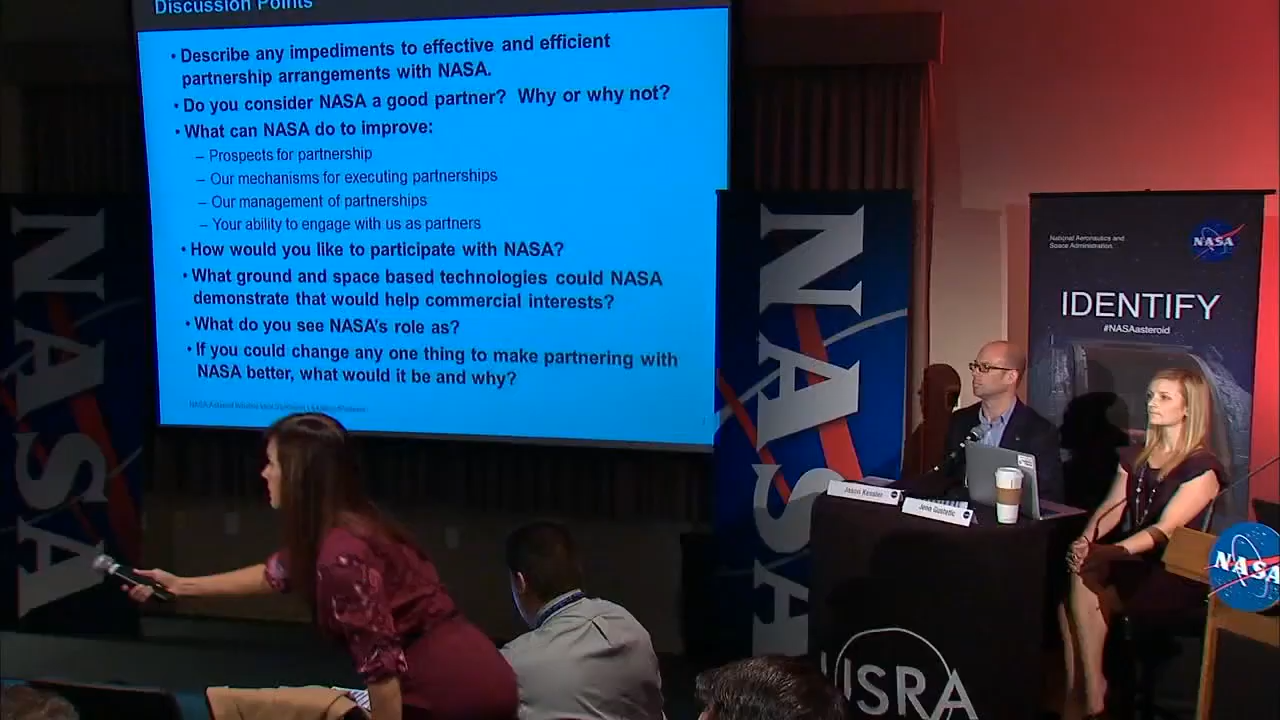 Discussion Points
• Describe any impediments to effective and efficient
partnership arrangements with NASA.
• Do you consider NASA a good partner? Why or why not?
• What can NASA do to improve:
– Prospects for partnership
– Our mechanisms for executing partnerships
– Our management of partnerships
– Your ability to engage with us as partners
• How would you like to participate with NASA?
• What ground and space based technologies could NASA
demonstrate that would help commercial interests?
• What do you see NASA's role as?
• If you could change any one thing to make partnering with
NASA better, what would it be and why?
NASA
NASA
National Aeronautics and
Space Administration
NASA
IDENTIFY
#NASAasteroid
Jason Kessler
Jenn Gustetic
NASA
USRA